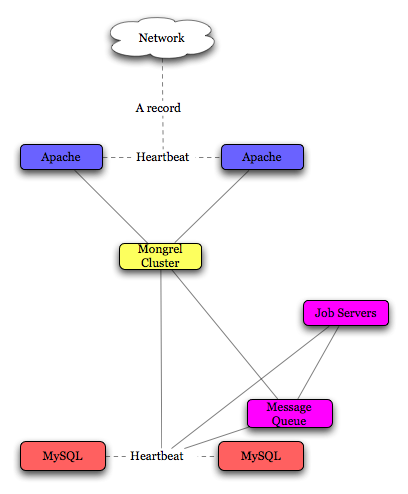 Network
A record
Apache
Heartbeat
Apache
Mongrel
Cluster
Job Servers
Message
Queue
MySQL
Heartbeat
MySQL